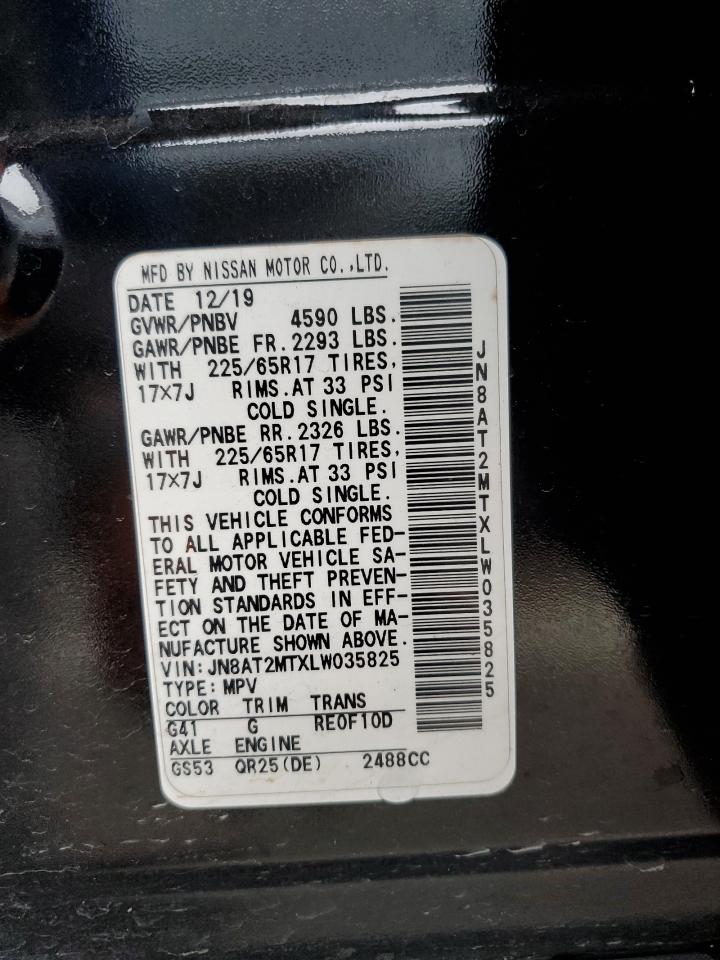 MFD BY NISSAN MOTOR CO.,LTD.
DATE 12/19
GVWR/PNBV 4590 LBS.
GAWR/PNBE FR.2293 LBS.
WITH 225/65R17 TIRES,
17×7J RIMS.AT 33 PSI
COLD SINGLE.
GAWR/PNBE RR.2326 LBS.
WITH 225/65R17 TIRES,
17×7J RIMS.AT 33 PSI
COLD SINGLE.
THIS VEHICLE CONFORMS
TO ALL APPLICABLE FED-
ERAL MOTOR VEHICLE SA-
FETY AND THEFT PREVEN-
TION STANDARDS IN EFF-
ECT ON THE DATE OF MA-
NUFACTURE SHOWN ABOVE.
VIN:JN8AT2MTXLW035825
TYPE:MPV
COLOR TRIM TRANS
G41 G RE0F10D
AXLE ENGINE
GS53 QR25(DE) 2488CC
JN8AT2MTXLW035825